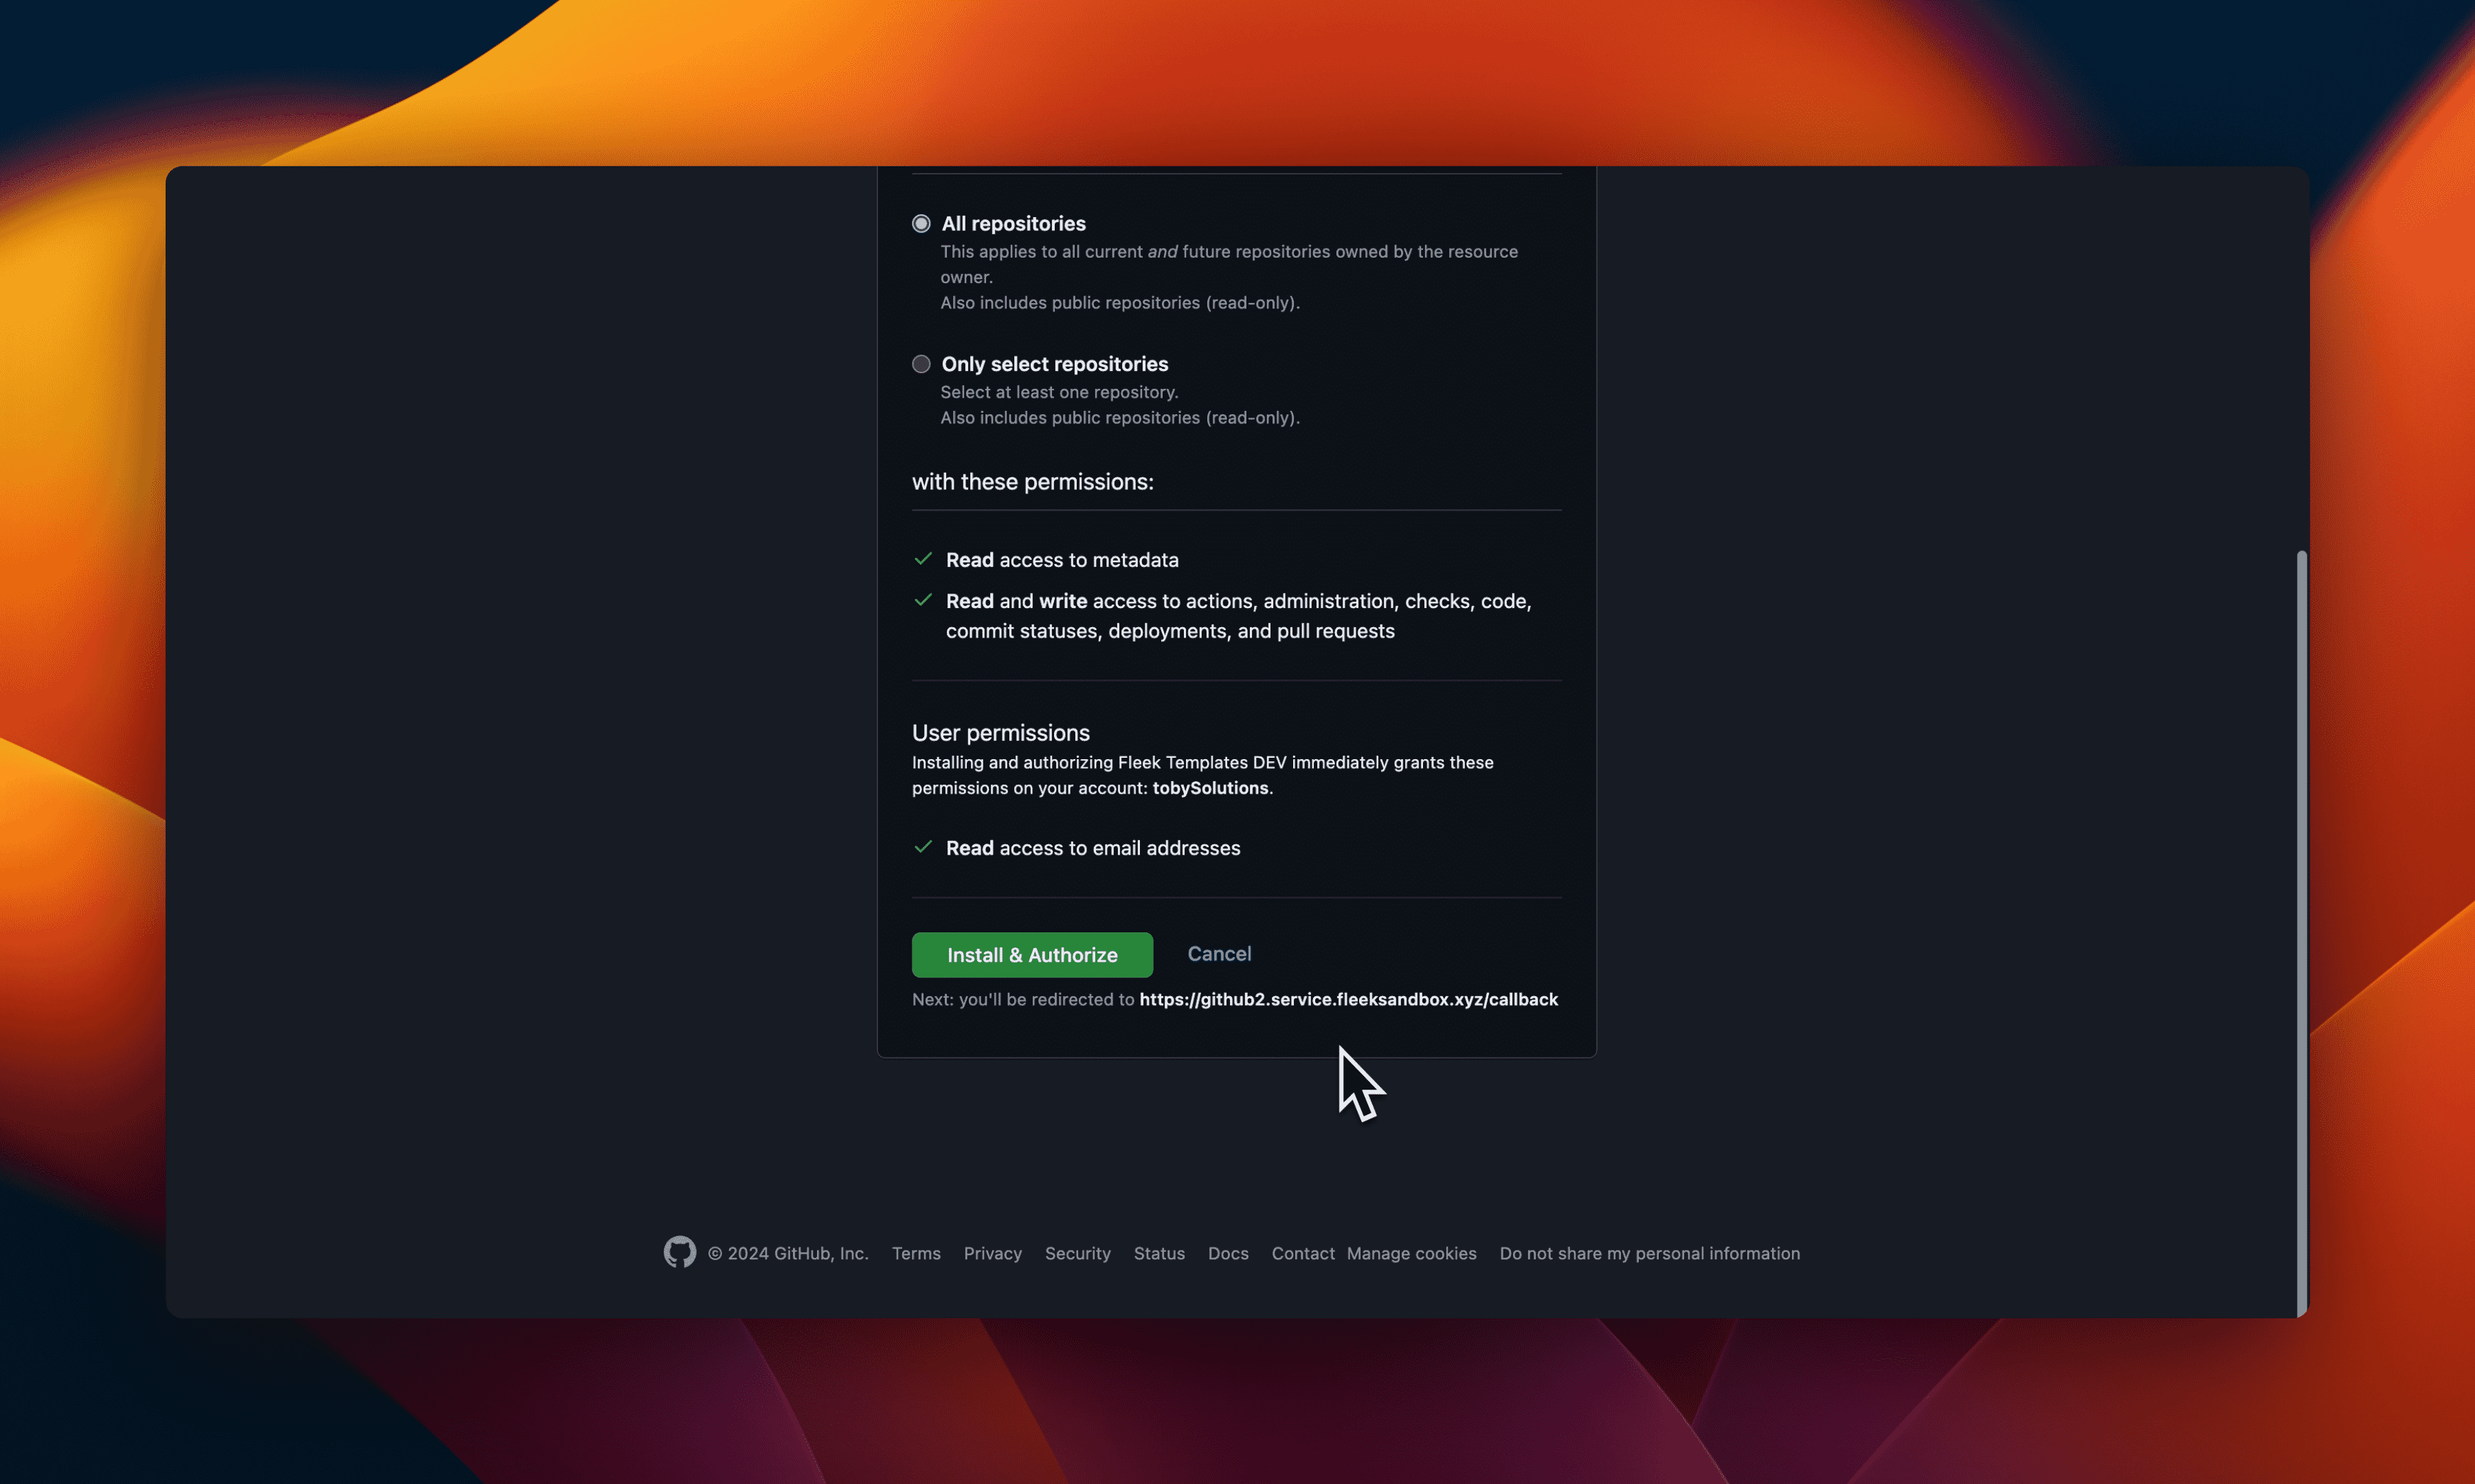 All repositories
This applies to all current and future repositories owned by the resource
owner.
Also includes public repositories (read-only).
Only select repositories
Select at least one repository.
Also includes public repositories (read-only).
with these permissions:
Read access to metadata
Read and write access to actions, administration, checks, code,
commit statuses, deployments, and pull requests
User permissions
Installing and authorizing Fleek Templates DEV immediately grants these
permissions on your account: tobySolutions.
Read access to email addresses
Install & Authorize Cancel
Next: you'll be redirected to https://github2.service.fleeksandbox.xyz/callback
© 2024 GitHub, Inc. Terms Privacy Security Status Docs Contact Manage cookies Do not share my personal information